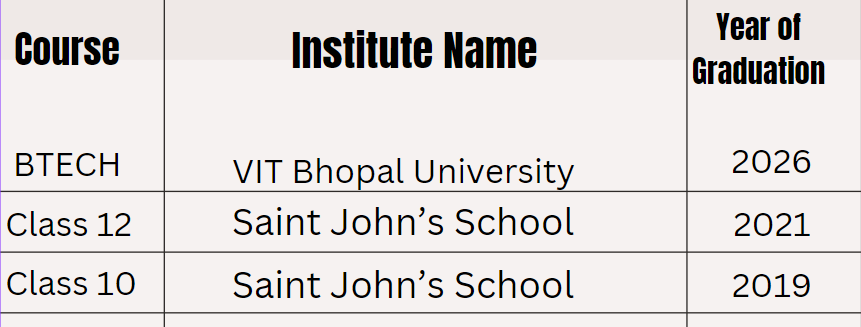 Course Institute Name Year of Graduation
BTECH VIT Bhopal University 2026
Class 12 Saint John’s School 2021
Class 10 Saint John’s School 2019